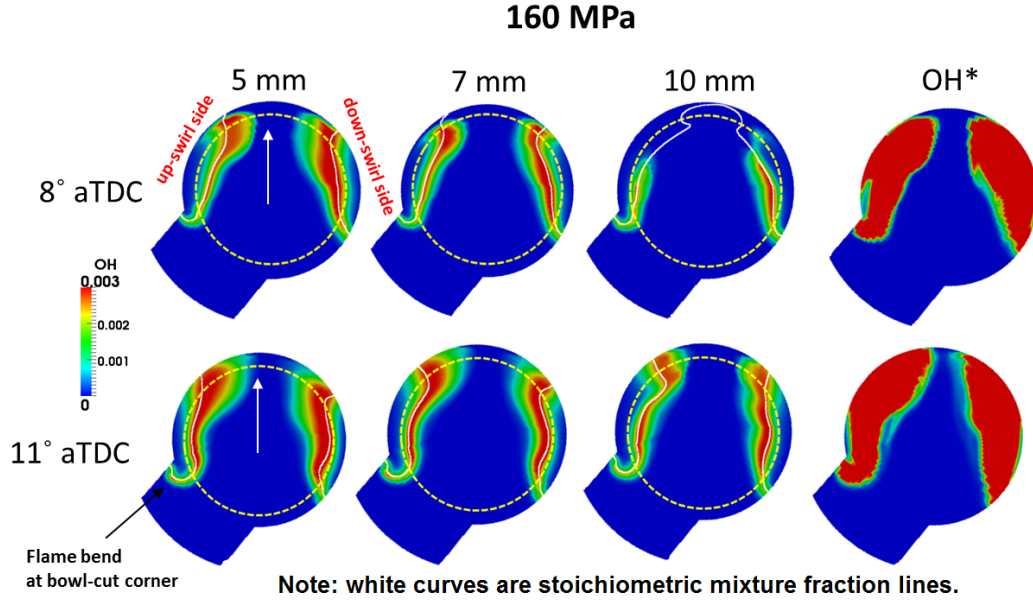 160 MPa
5 mm
7 mm
10 mm
OH*
up-swirl side
down-swirl side
8° aTDC
OH
0.003
0.002
0.001
0
11° aTDC
Flame bend
at bowl-cut corner
Note: white curves are stoichiometric mixture fraction lines.